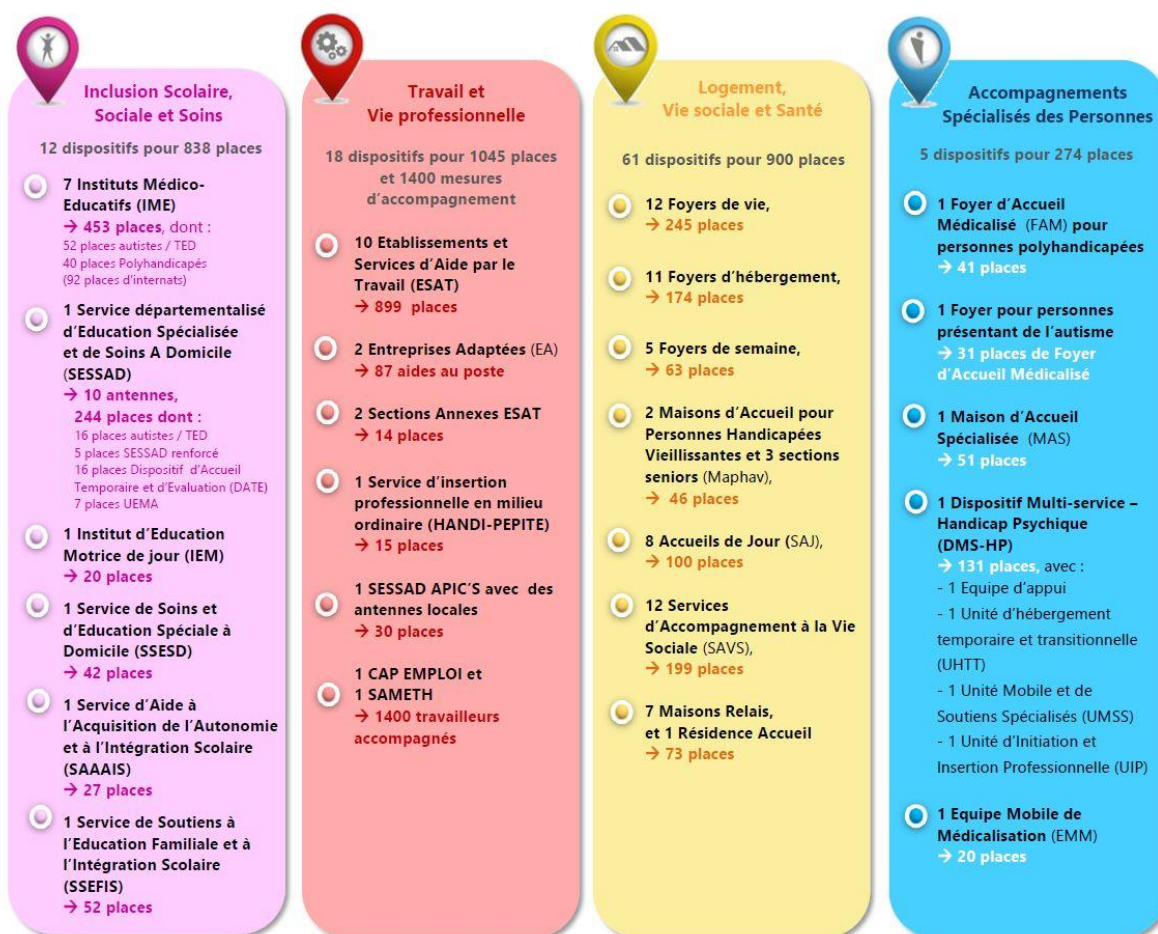 Inclusion Scolaire,
Sociale et Soins
12 dispositifs pour 838 places
7 Instituts Médico-
Educatifs (IME)
→ 453 places, dont :
52 places autistes / TED
40 places Polyhandicapés
(92 places d'internats)
1 Service départementalisé
d'Education Spécialisée
et de Soins A Domicile
(SESSAD)
→ 10 antennes,
244 places dont :
16 places autistes / TED
5 places SESSAD renforcé
16 places Dispositif d'Accueil
Temporaire et d'Evaluation (DATE)
7 places UEMA
1 Institut d'Education
Motrice de jour (IEM)
→ 20 places
1 Service de Soins et
d'Education Spéciale à
Domicile (SSESD)
→ 42 places
1 Service d'Aide à
l'Acquisition de l'Autonomie
et à l'Intégration Scolaire
(SAAAIS)
→ 27 places
1 Service de Soutiens à
l'Education Familiale et à
l'Intégration Scolaire
(SSEFIS)
→ 52 places
Travail et
Vie professionnelle
18 dispositifs pour 1045 places
et 1400 mesures
d'accompagnement
10 Etablissements et
Services d'Aide par le
Travail (ESAT)
→ 899 places
2 Entreprises Adaptées (EA)
→ 87 aides au poste
2 Sections Annexes ESAT
→ 14 places
1 Service d'insertion
professionnelle en milieu
ordinaire (HANDI-PEPITE)
→ 15 places
1 SESSAD APIC'S avec des
antennes locales
→ 30 places
1 CAP EMPLOI et
1 SAMETH
→ 1400 travailleurs
accompagnés
Logement,
Vie sociale et Santé
61 dispositifs pour 900 places
12 Foyers de vie,
→ 245 places
11 Foyers d'hébergement,
→ 174 places
5 Foyers de semaine,
→ 63 places
2 Maisons d'Accueil pour
Personnes Handicapées
Vieillissantes et 3 sections
seniors (Maphav),
→ 46 places
8 Accueils de Jour (SAJ),
→ 100 places
12 Services
d'Accompagnement à la Vie
Sociale (SAVS),
→ 199 places
7 Maisons Relais,
et 1 Résidence Accueil
→ 73 places
Accompagnements
Spécialisés des Personnes
5 dispositifs pour 274 places
1 Foyer d'Accueil
Médicalisé (FAM) pour
personnes polyhandicapées
→ 41 places
1 Foyer pour personnes
présentant de l'autisme
→ 31 places de Foyer
d'Accueil Médicalisé
1 Maison d'Accueil
Spécialisée (MAS)
→ 51 places
1 Dispositif Multi-service –
Handicap Psychique
(DMS-HP)
→ 131 places, avec :
- 1 Equipe d'appui
- 1 Unité d'hébergement
temporaire et transitionnelle
(UHTT)
- 1 Unité Mobile et de
Soutiens Spécialisés (UMSS)
- 1 Unité d'Initiation et
Insertion Professionnelle (UIP)
1 Equipe Mobile de
Médicalisation (EMM)
→ 20 places